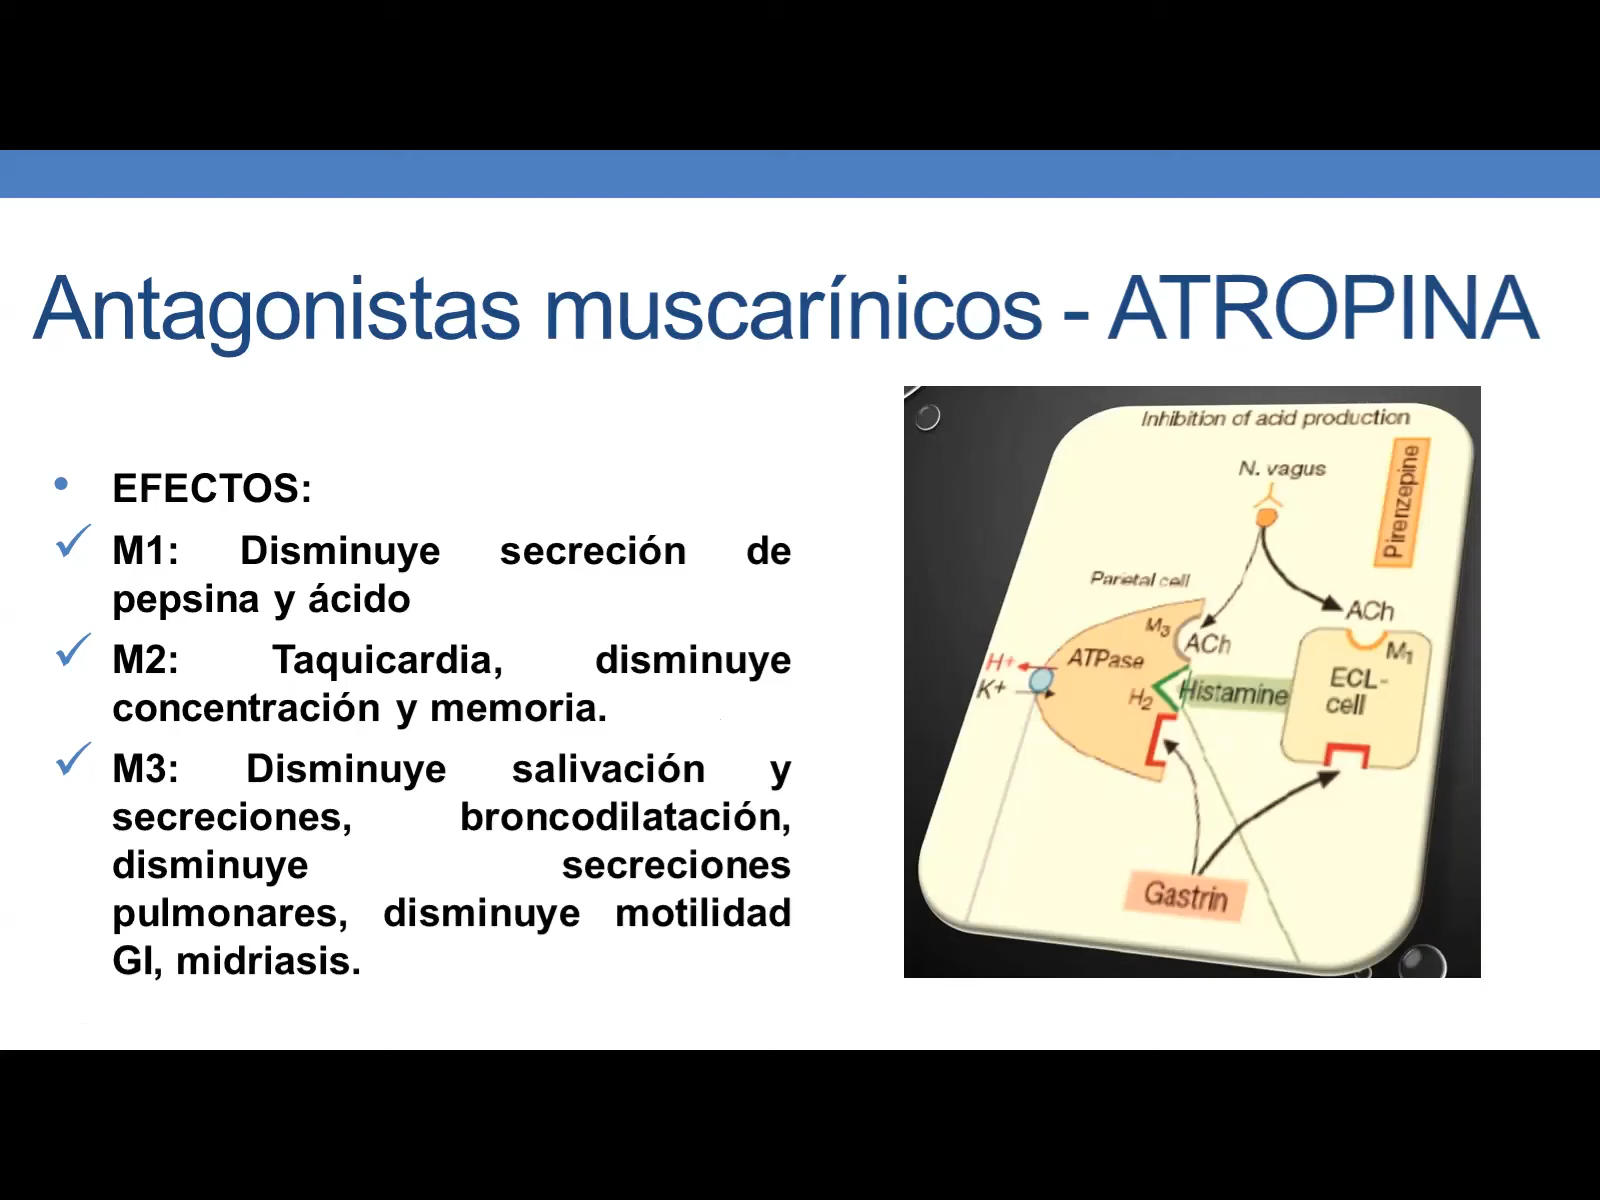 Antagonistas muscarínicos - ATROPINA
• EFECTOS:
✓ M1: Disminuye secreción de
pepsina y ácido
✓ M2: Taquicardia, disminuye
concentración y memoria.
✓ M3: Disminuye salivación y
secreciones, broncodilatación,
disminuye secreciones
pulmonares, disminuye motilidad
GI, midriasis.
Inhibition of acid production
N. vagus
Pirenzepine
Parietal cell
ACh
M3
ACh
M1
H+
ATPase
K+
H2
Histamine
ECL-
cell
Gastrin